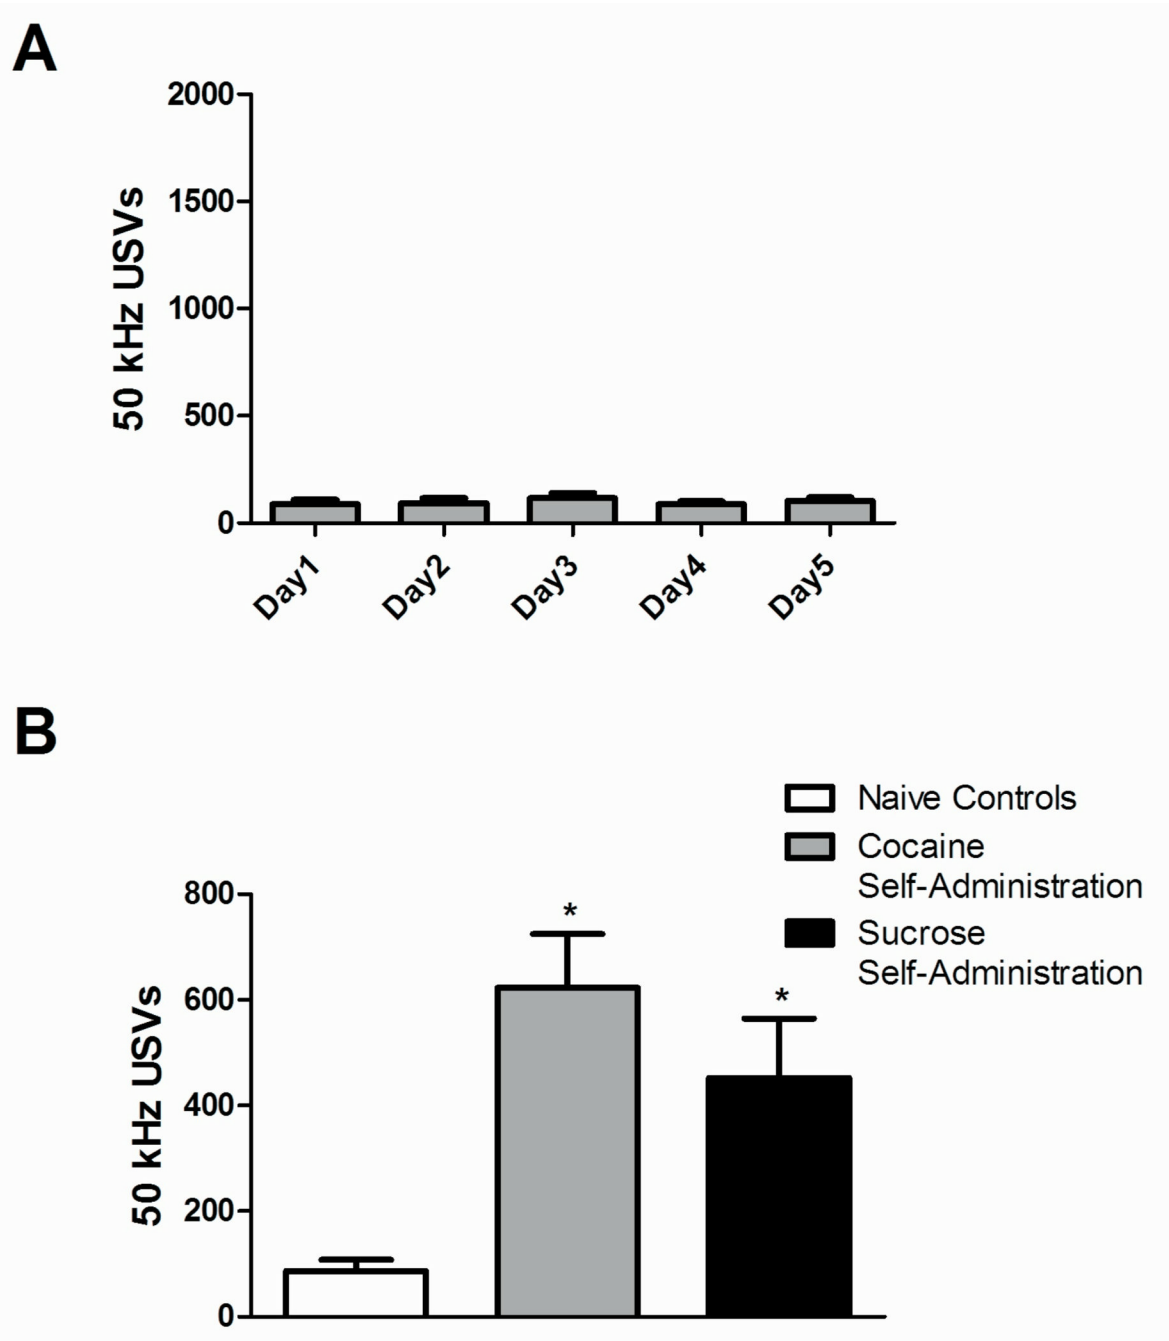 A
2000
1500
1000
500
0
50 kHz USVs
Day1
Day2
Day3
Day4
Day5
B
Naive Controls
Cocaine
Self-Administration
Sucrose
Self-Administration
800
600
400
200
0
50 kHz USVs
*
*